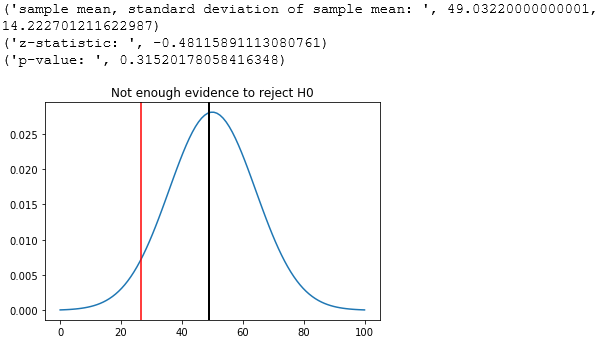 ('sample mean, standard deviation of sample mean: ', 49.03220000000001,
14.222701211622987)
('z-statistic: ', -0.48115891113080761)
('p-value: ', 0.31520178058416348)
Not enough evidence to reject H0
0.025
0.020
0.015
0.010
0.005
0.000
0 20 40 60 80 100